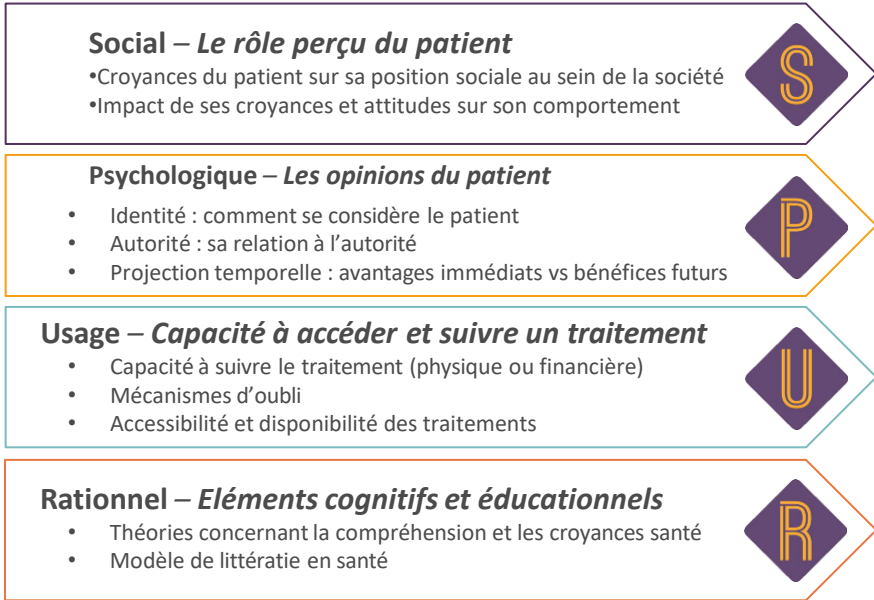 Social – Le rôle perçu du patient
•Croyances du patient sur sa position sociale au sein de la société
•Impact de ses croyances et attitudes sur son comportement
S
Psychologique – Les opinions du patient
• Identité : comment se considère le patient
• Autorité : sa relation à l’autorité
• Projection temporelle : avantages immédiats vs bénéfices futurs
P
Usage – Capacité à accéder et suivre un traitement
• Capacité à suivre le traitement (physique ou financière)
• Mécanismes d’oubli
• Accessibilité et disponibilité des traitements
U
Rationnel – Eléments cognitifs et éducationnels
• Théories concernant la compréhension et les croyances santé
• Modèle de littératie en santé
R